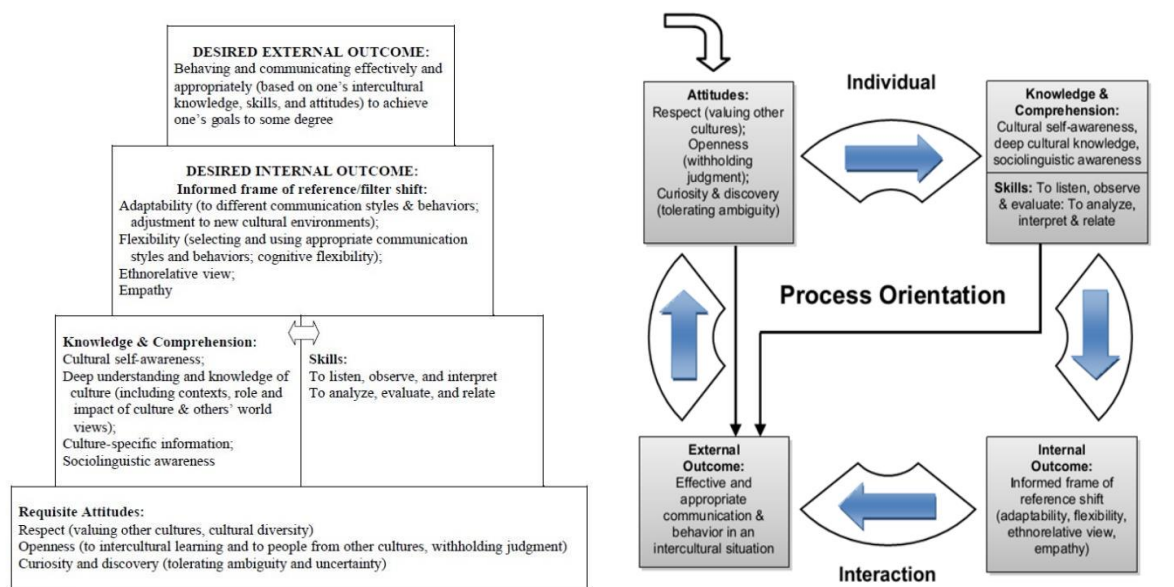 DESIRED EXTERNAL OUTCOME:
Behaving and communicating effectively and
appropriately (based on one's intercultural
knowledge, skills, and attitudes) to achieve
one's goals to some degree
DESIRED INTERNAL OUTCOME:
Informed frame of reference/filter shift:
Adaptability (to different communication styles & behaviors;
adjustment to new cultural environments);
Flexibility (selecting and using appropriate communication
styles and behaviors; cognitive flexibility);
Ethnorelative view;
Empathy
Knowledge & Comprehension:
Cultural self-awareness;
Deep understanding and knowledge of
culture (including contexts, role and
impact of culture & others' world
views);
Culture-specific information;
Sociolinguistic awareness
Skills:
To listen, observe, and interpret
To analyze, evaluate, and relate
Requisite Attitudes:
Respect (valuing other cultures, cultural diversity)
Openness (to intercultural learning and to people from other cultures, withholding judgment)
Curiosity and discovery (tolerating ambiguity and uncertainty)
Individual
Attitudes:
Respect (valuing other
cultures);
Openness
(withholding
judgment);
Curiosity & discovery
(tolerating ambiguity)
Knowledge &
Comprehension:
Cultural self-awareness,
deep cultural knowledge,
sociolinguistic awareness
Skills: To listen, observe
& evaluate: To analyze,
interpret & relate
Process Orientation
External
Outcome:
Effective and
appropriate
communication &
behavior in an
intercultural situation
Internal
Outcome:
Informed frame of
reference shift
(adaptability, flexibility,
ethnorelative view,
empathy)
Interaction